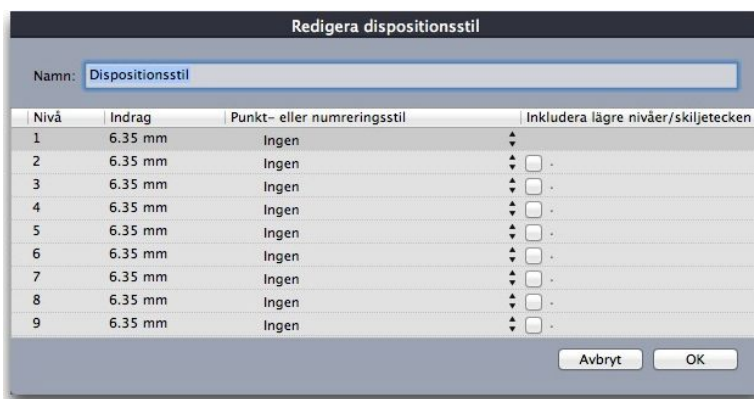 Redigera dispositionsstil
Namn: Dispositionsstil
Nivå Indrag Punkt- eller numreringsstil Inkludera lägre nivåer/skiljetecken
1 6.35 mm Ingen
2 6.35 mm Ingen .
3 6.35 mm Ingen .
4 6.35 mm Ingen .
5 6.35 mm Ingen .
6 6.35 mm Ingen .
7 6.35 mm Ingen .
8 6.35 mm Ingen .
9 6.35 mm Ingen .
Avbryt OK